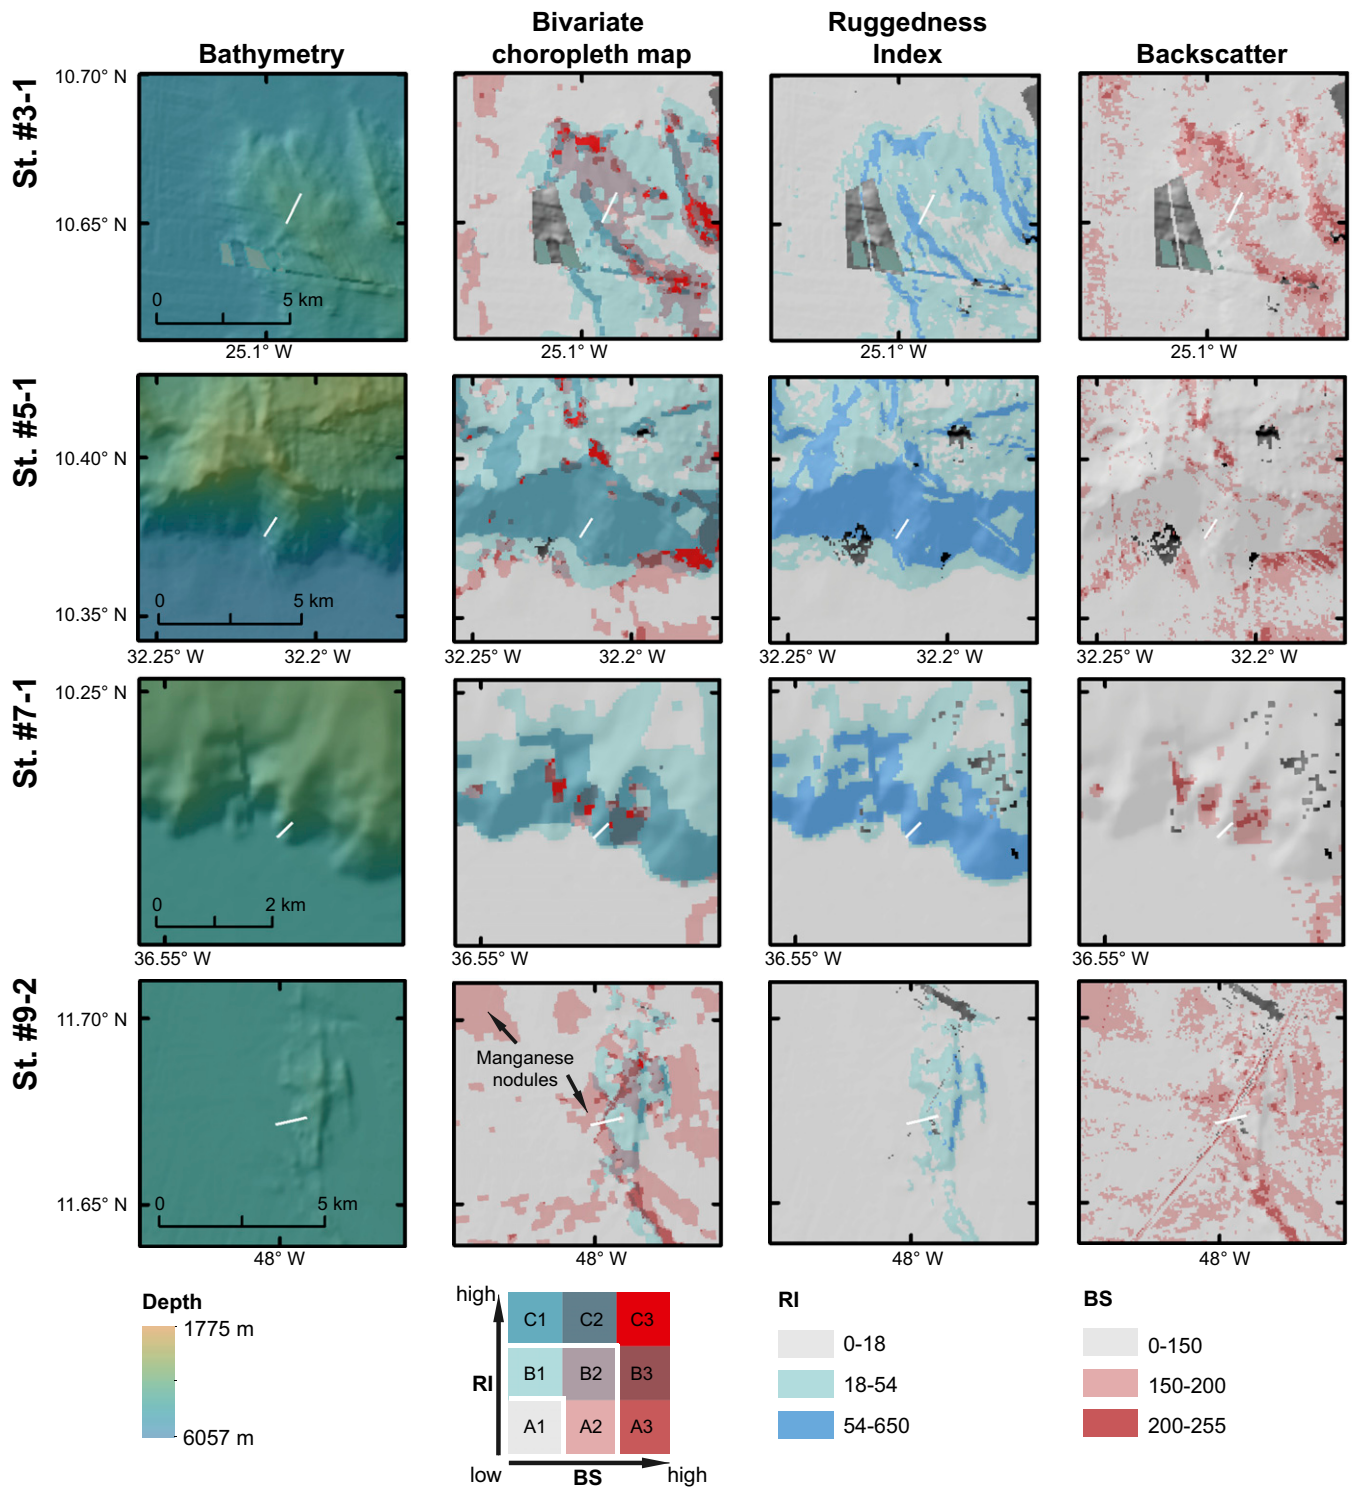 Bathymetry
Bivariate
choropleth map
Ruggedness
Index
Backscatter
St. #3-1
10.70° N
10.65° N
0
5 km
25.1° W
25.1° W
25.1° W
25.1° W
St. #5-1
10.40° N
10.35° N
0
5 km
32.25° W
32.2° W
32.25° W
32.2° W
32.25° W
32.2° W
32.25° W
32.2° W
St. #7-1
10.25° N
0
2 km
36.55° W
36.55° W
36.55° W
36.55° W
St. #9-2
11.70° N
11.65° N
Manganese
nodules
0
5 km
48° W
48° W
48° W
48° W
Depth
1775 m
6057 m
high
RI
C1
C2
C3
B1
B2
B3
A1
A2
A3
low
BS
high
RI
0-18
18-54
54-650
BS
0-150
150-200
200-255